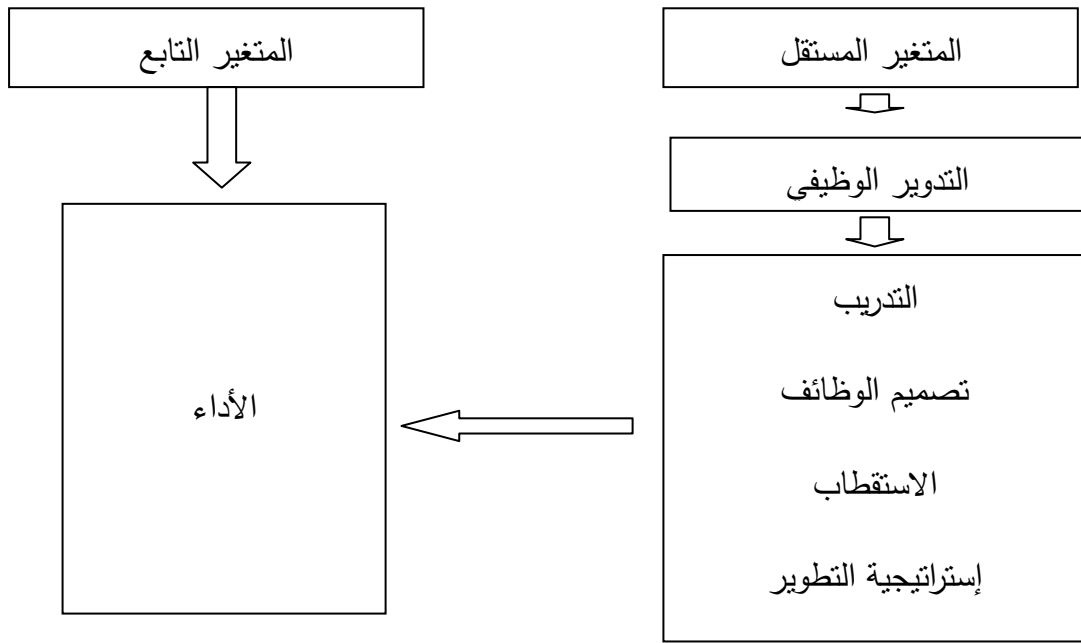 المتغير المستقل
المتغير التابع
التدوير الوظيفي
التدريب
تصميم الوظائف
الأداء
الاستقطاب
إستراتيجية التطوير